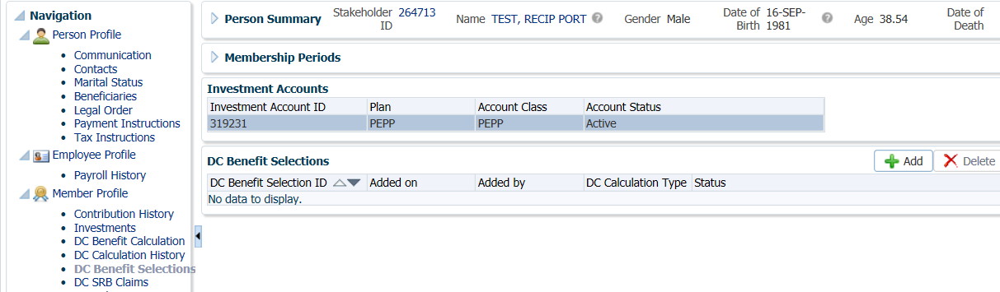 Navigation
Person Profile
Communication
Contacts
Marital Status
Beneficiaries
Legal Order
Payment Instructions
Tax Instructions
Employee Profile
Payroll History
Member Profile
Contribution History
Investments
DC Benefit Calculation
DC Calculation History
DC Benefit Selections
DC SRB Claims
Person Summary Stakeholder ID 264713 Name TEST, RECIP PORT Gender Male Date of Birth 16-SEP-1981 Age 38.54 Date of Death
Membership Periods
Investment Accounts
Investment Account ID Plan Account Class Account Status
319231 PEPP PEPP Active
DC Benefit Selections Add Delete
DC Benefit Selection ID Added on Added by DC Calculation Type Status
No data to display.